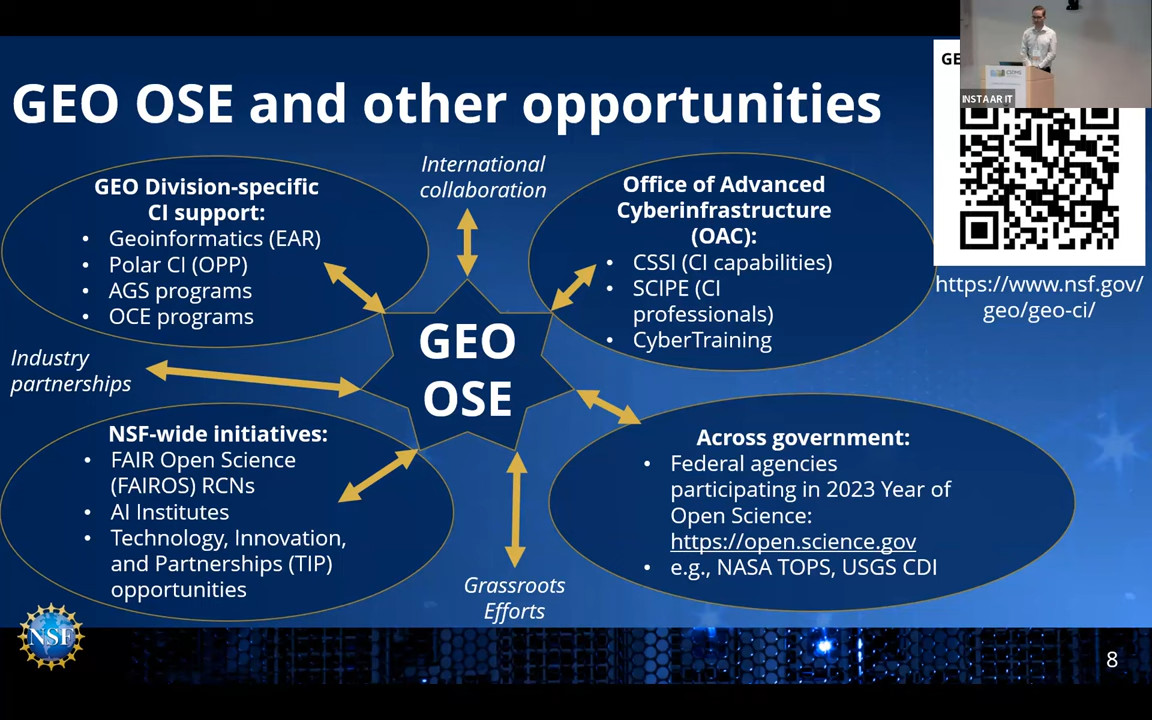 GEO OSE and other opportunities
GE
INSTAAR IT
International
collaboration
GEO Division-specific
CI support:
• Geoinformatics (EAR)
• Polar CI (OPP)
• AGS programs
• OCE programs
Office of Advanced
Cyberinfrastructure
(OAC):
• CSSI (CI capabilities)
• SCIPE (CI
professionals)
• CyberTraining
https://www.nsf.gov/
geo/geo-ci/
GEO
OSE
Industry
partnerships
NSF-wide initiatives:
• FAIR Open Science
(FAIROS) RCNs
• AI Institutes
• Technology, Innovation,
and Partnerships (TIP)
opportunities
Across government:
• Federal agencies
participating in 2023 Year of
Open Science:
https://open.science.gov
• e.g., NASA TOPS, USGS CDI
Grassroots
Efforts
NSF
8